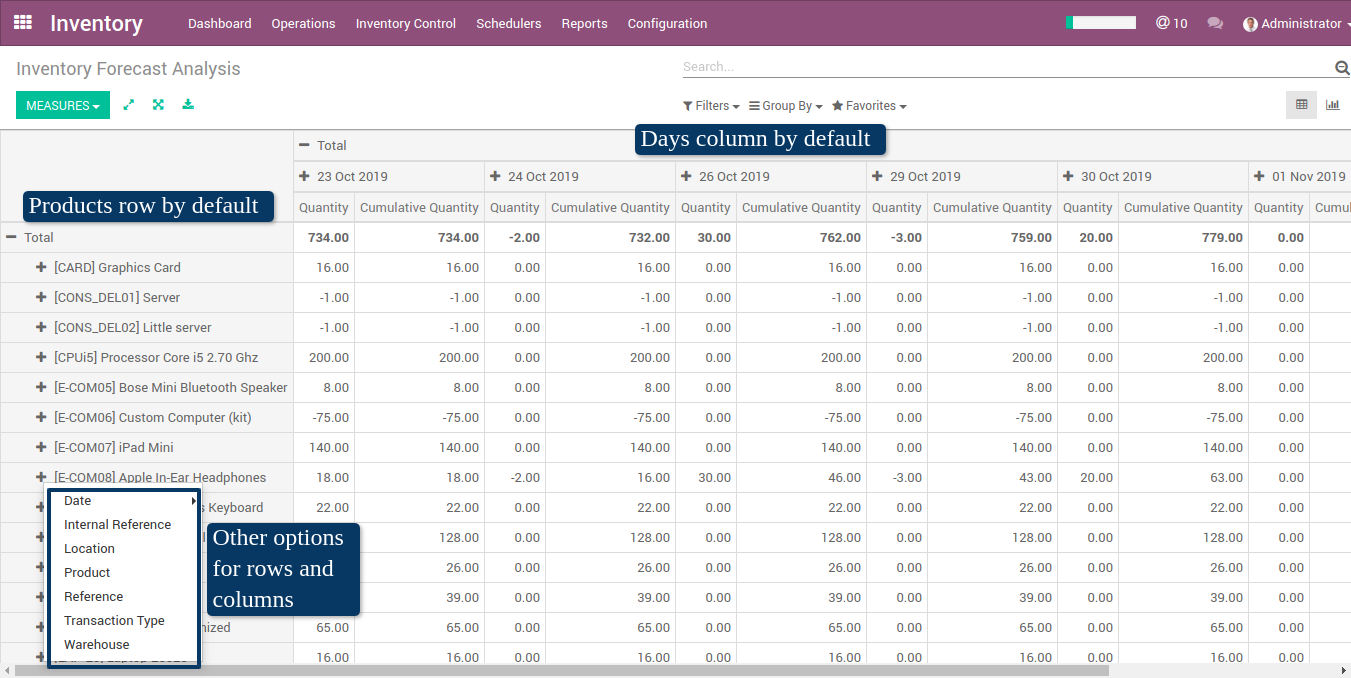 Inventory Dashboard Operations Inventory Control Schedulers Reports Configuration @ 10 Administrator
Inventory Forecast Analysis Search...
MEASURES Filters Group By Favorites
Days column by default
Total
23 Oct 2019 24 Oct 2019 26 Oct 2019 29 Oct 2019 30 Oct 2019 01 Nov 2019
Products row by default
Quantity Cumulative Quantity Quantity Cumulative Quantity Quantity Cumulative Quantity Quantity Cumulative Quantity Quantity Cumulative Quantity Quantity Cumul
Total 734.00 734.00 -2.00 732.00 30.00 762.00 -3.00 759.00 20.00 779.00 0.00
[CARD] Graphics Card 16.00 16.00 0.00 16.00 0.00 16.00 0.00 16.00 0.00 16.00 0.00
[CONS_DEL01] Server -1.00 -1.00 0.00 -1.00 0.00 -1.00 0.00 -1.00 0.00 -1.00 0.00
[CONS_DEL02] Little server -1.00 -1.00 0.00 -1.00 0.00 -1.00 0.00 -1.00 0.00 -1.00 0.00
[CPUi5] Processor Core i5 2.70 Ghz 200.00 200.00 0.00 200.00 0.00 200.00 0.00 200.00 0.00 200.00 0.00
[E-COM05] Bose Mini Bluetooth Speaker 8.00 8.00 0.00 8.00 0.00 8.00 0.00 8.00 0.00 8.00 0.00
[E-COM06] Custom Computer (kit) -75.00 -75.00 0.00 -75.00 0.00 -75.00 0.00 -75.00 0.00 -75.00 0.00
[E-COM07] iPad Mini 140.00 140.00 0.00 140.00 0.00 140.00 0.00 140.00 0.00 140.00 0.00
[E-COM08] Apple In-Ear Headphones 18.00 18.00 -2.00 16.00 30.00 46.00 -3.00 43.00 20.00 63.00 0.00
Keyboard 22.00 22.00 0.00 22.00 0.00 22.00 0.00 22.00 0.00 22.00 0.00
128.00 0.00 128.00 0.00 128.00 0.00 128.00 0.00 128.00 0.00
26.00 0.00 26.00 0.00 26.00 0.00 26.00 0.00 26.00 0.00
39.00 0.00 39.00 0.00 39.00 0.00 39.00 0.00 39.00 0.00
nized 65.00 65.00 0.00 65.00 0.00 65.00 0.00 65.00 0.00 65.00 0.00
16.00 16.00 0.00 16.00 0.00 16.00 0.00 16.00 0.00 16.00 0.00
Date
Internal Reference
Location
Product
Reference
Transaction Type
Warehouse
Other options
for rows and
columns